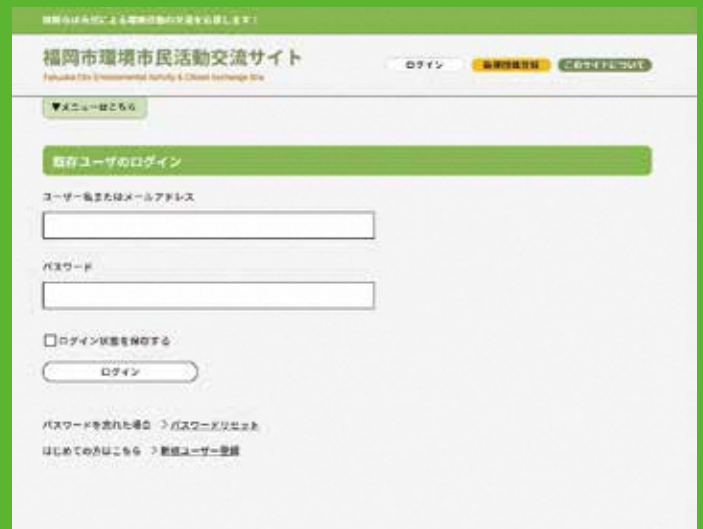 福岡市環境市民活動交流サイト
Fukuoka City Environmental Activity & Citizen Exchange Site
ログイン
このサイトについて
▼メニューはこちら
既存ユーザのログイン
ユーザー名またはメールアドレス
パスワード
ログイン状態を保存する
ログイン
パスワードを忘れた場合 >パスワードリセット
はじめての方はこちら >新規ユーザー登録